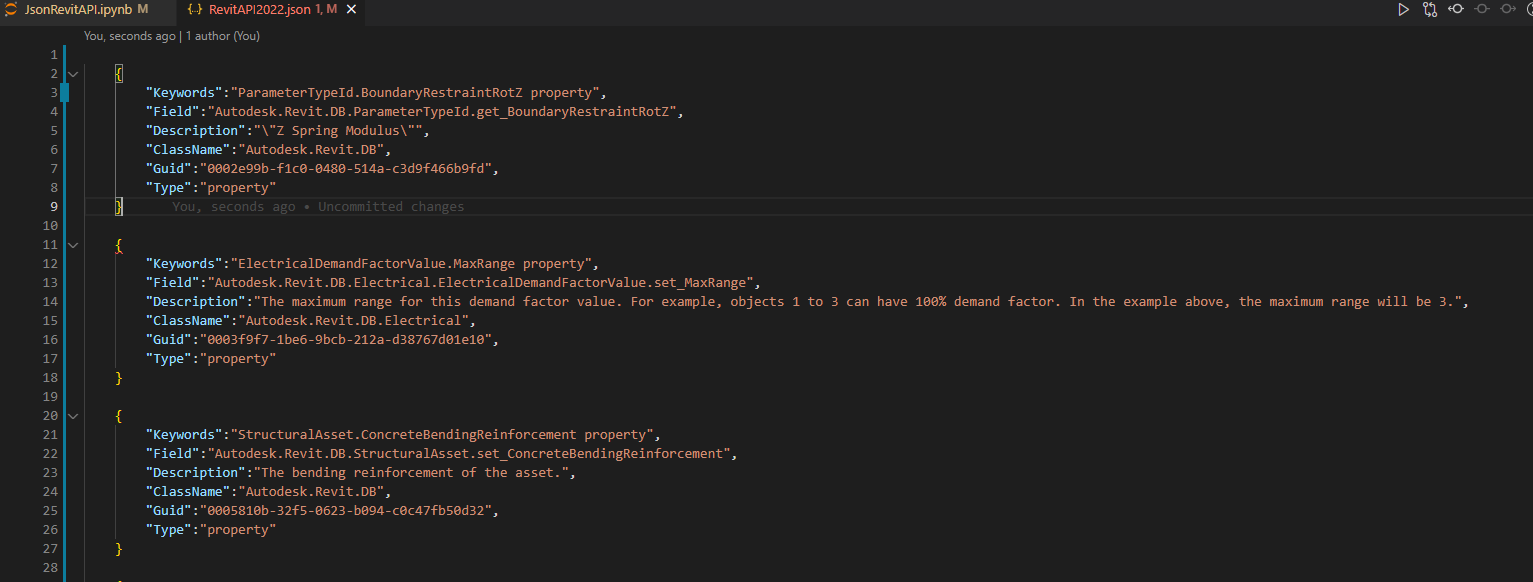 JsonRevitAPI.ipynb M
{..} RevitAPI2022.json 1, M
You, seconds ago | 1 author (You)
1
2 {
3 "Keywords":"ParameterTypeId.BoundaryRestraintRotZ property",
4 "Field":"Autodesk.Revit.DB.ParameterTypeId.get_BoundaryRestraintRotZ",
5 "Description":"\"Z Spring Modulus\"",
6 "ClassName":"Autodesk.Revit.DB",
7 "Guid":"0002e99b-f1c0-0480-514a-c3d9f466b9fd",
8 "Type":"property"
9 } You, seconds ago • Uncommitted changes
10
11 {
12 "Keywords":"ElectricalDemandFactorValue.MaxRange property",
13 "Field":"Autodesk.Revit.DB.Electrical.ElectricalDemandFactorValue.set_MaxRange",
14 "Description":"The maximum range for this demand factor value. For example, objects 1 to 3 can have 100% demand factor. In the example above, the maximum range will be 3.",
15 "ClassName":"Autodesk.Revit.DB.Electrical",
16 "Guid":"0003f9f7-1be6-9bcb-212a-d38767d01e10",
17 "Type":"property"
18 }
19
20 {
21 "Keywords":"StructuralAsset.ConcreteBendingReinforcement property",
22 "Field":"Autodesk.Revit.DB.StructuralAsset.set_ConcreteBendingReinforcement",
23 "Description":"The bending reinforcement of the asset.",
24 "ClassName":"Autodesk.Revit.DB",
25 "Guid":"0005810b-32f5-0623-b094-c0c47fb50d32",
26 "Type":"property"
27 }
28